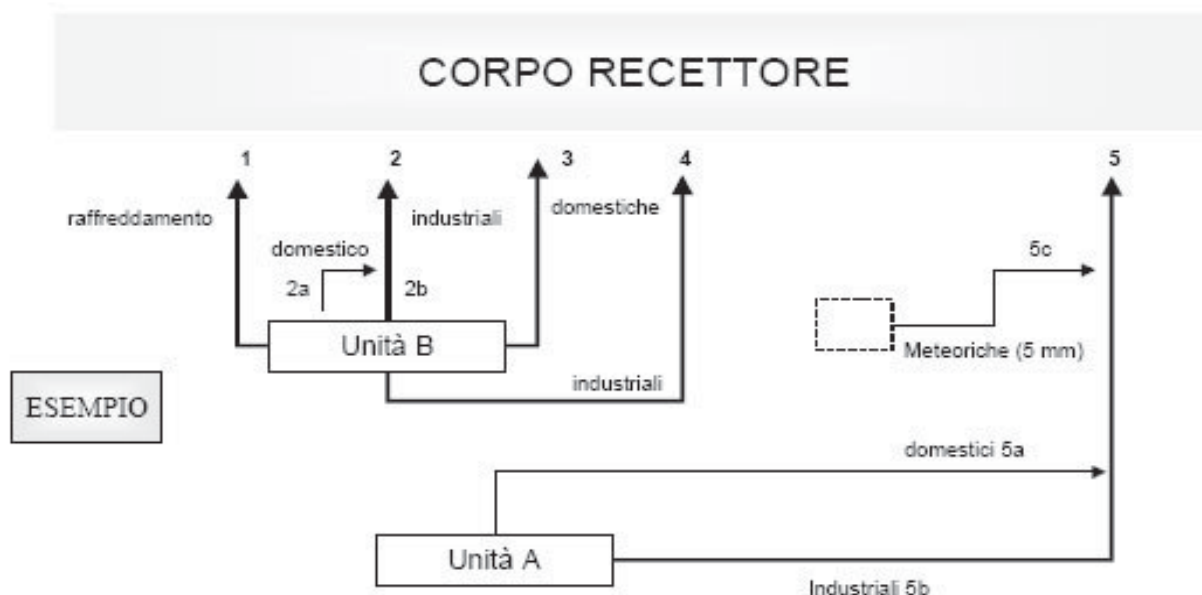 CORPO RECETTORE
1
2
3
4
5
raffreddamento
industriali
domestiche
domestico
2a
2b
5c
Unità B
Meteoriche (5 mm)
industriali
ESEMPIO
domestici 5a
Unità A
Industriali 5b